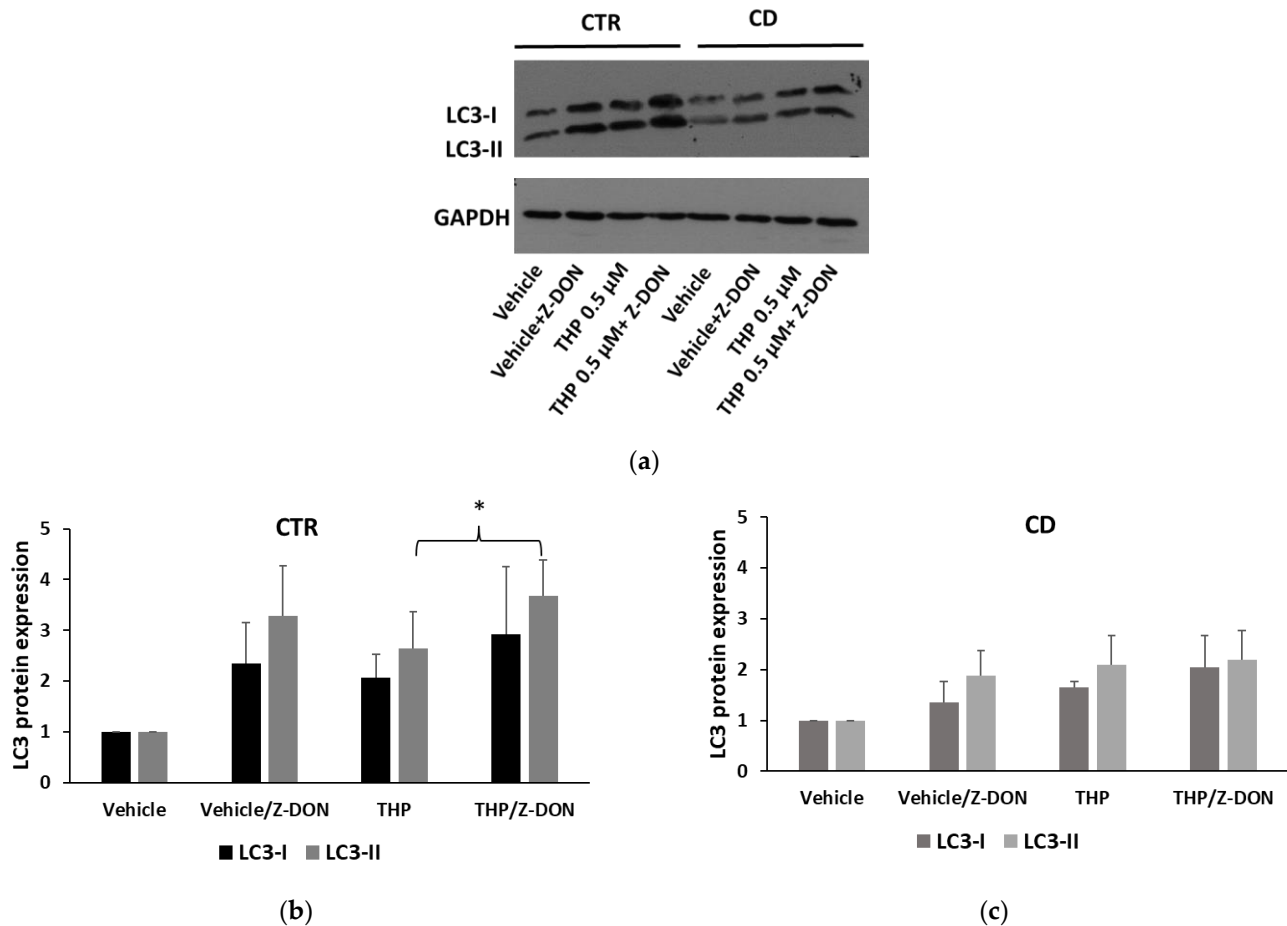 CTR CD
LC3-I
LC3-II
GAPDH
Vehicle
Vehicle+Z-DON
THP 0.5 μM
THP 0.5 μM+ Z-DON
Vehicle
Vehicle+Z-DON
THP 0.5 μM
THP 0.5 μM+ Z-DON
(a)
CTR
*
LC3 protein expression
5
4
3
2
1
0
Vehicle Vehicle/Z-DON THP THP/Z-DON
LC3-I LC3-II
(b)
CD
LC3 protein expression
5
4
3
2
1
0
Vehicle Vehicle/Z-DON THP THP/Z-DON
LC3-I LC3-II
(c)